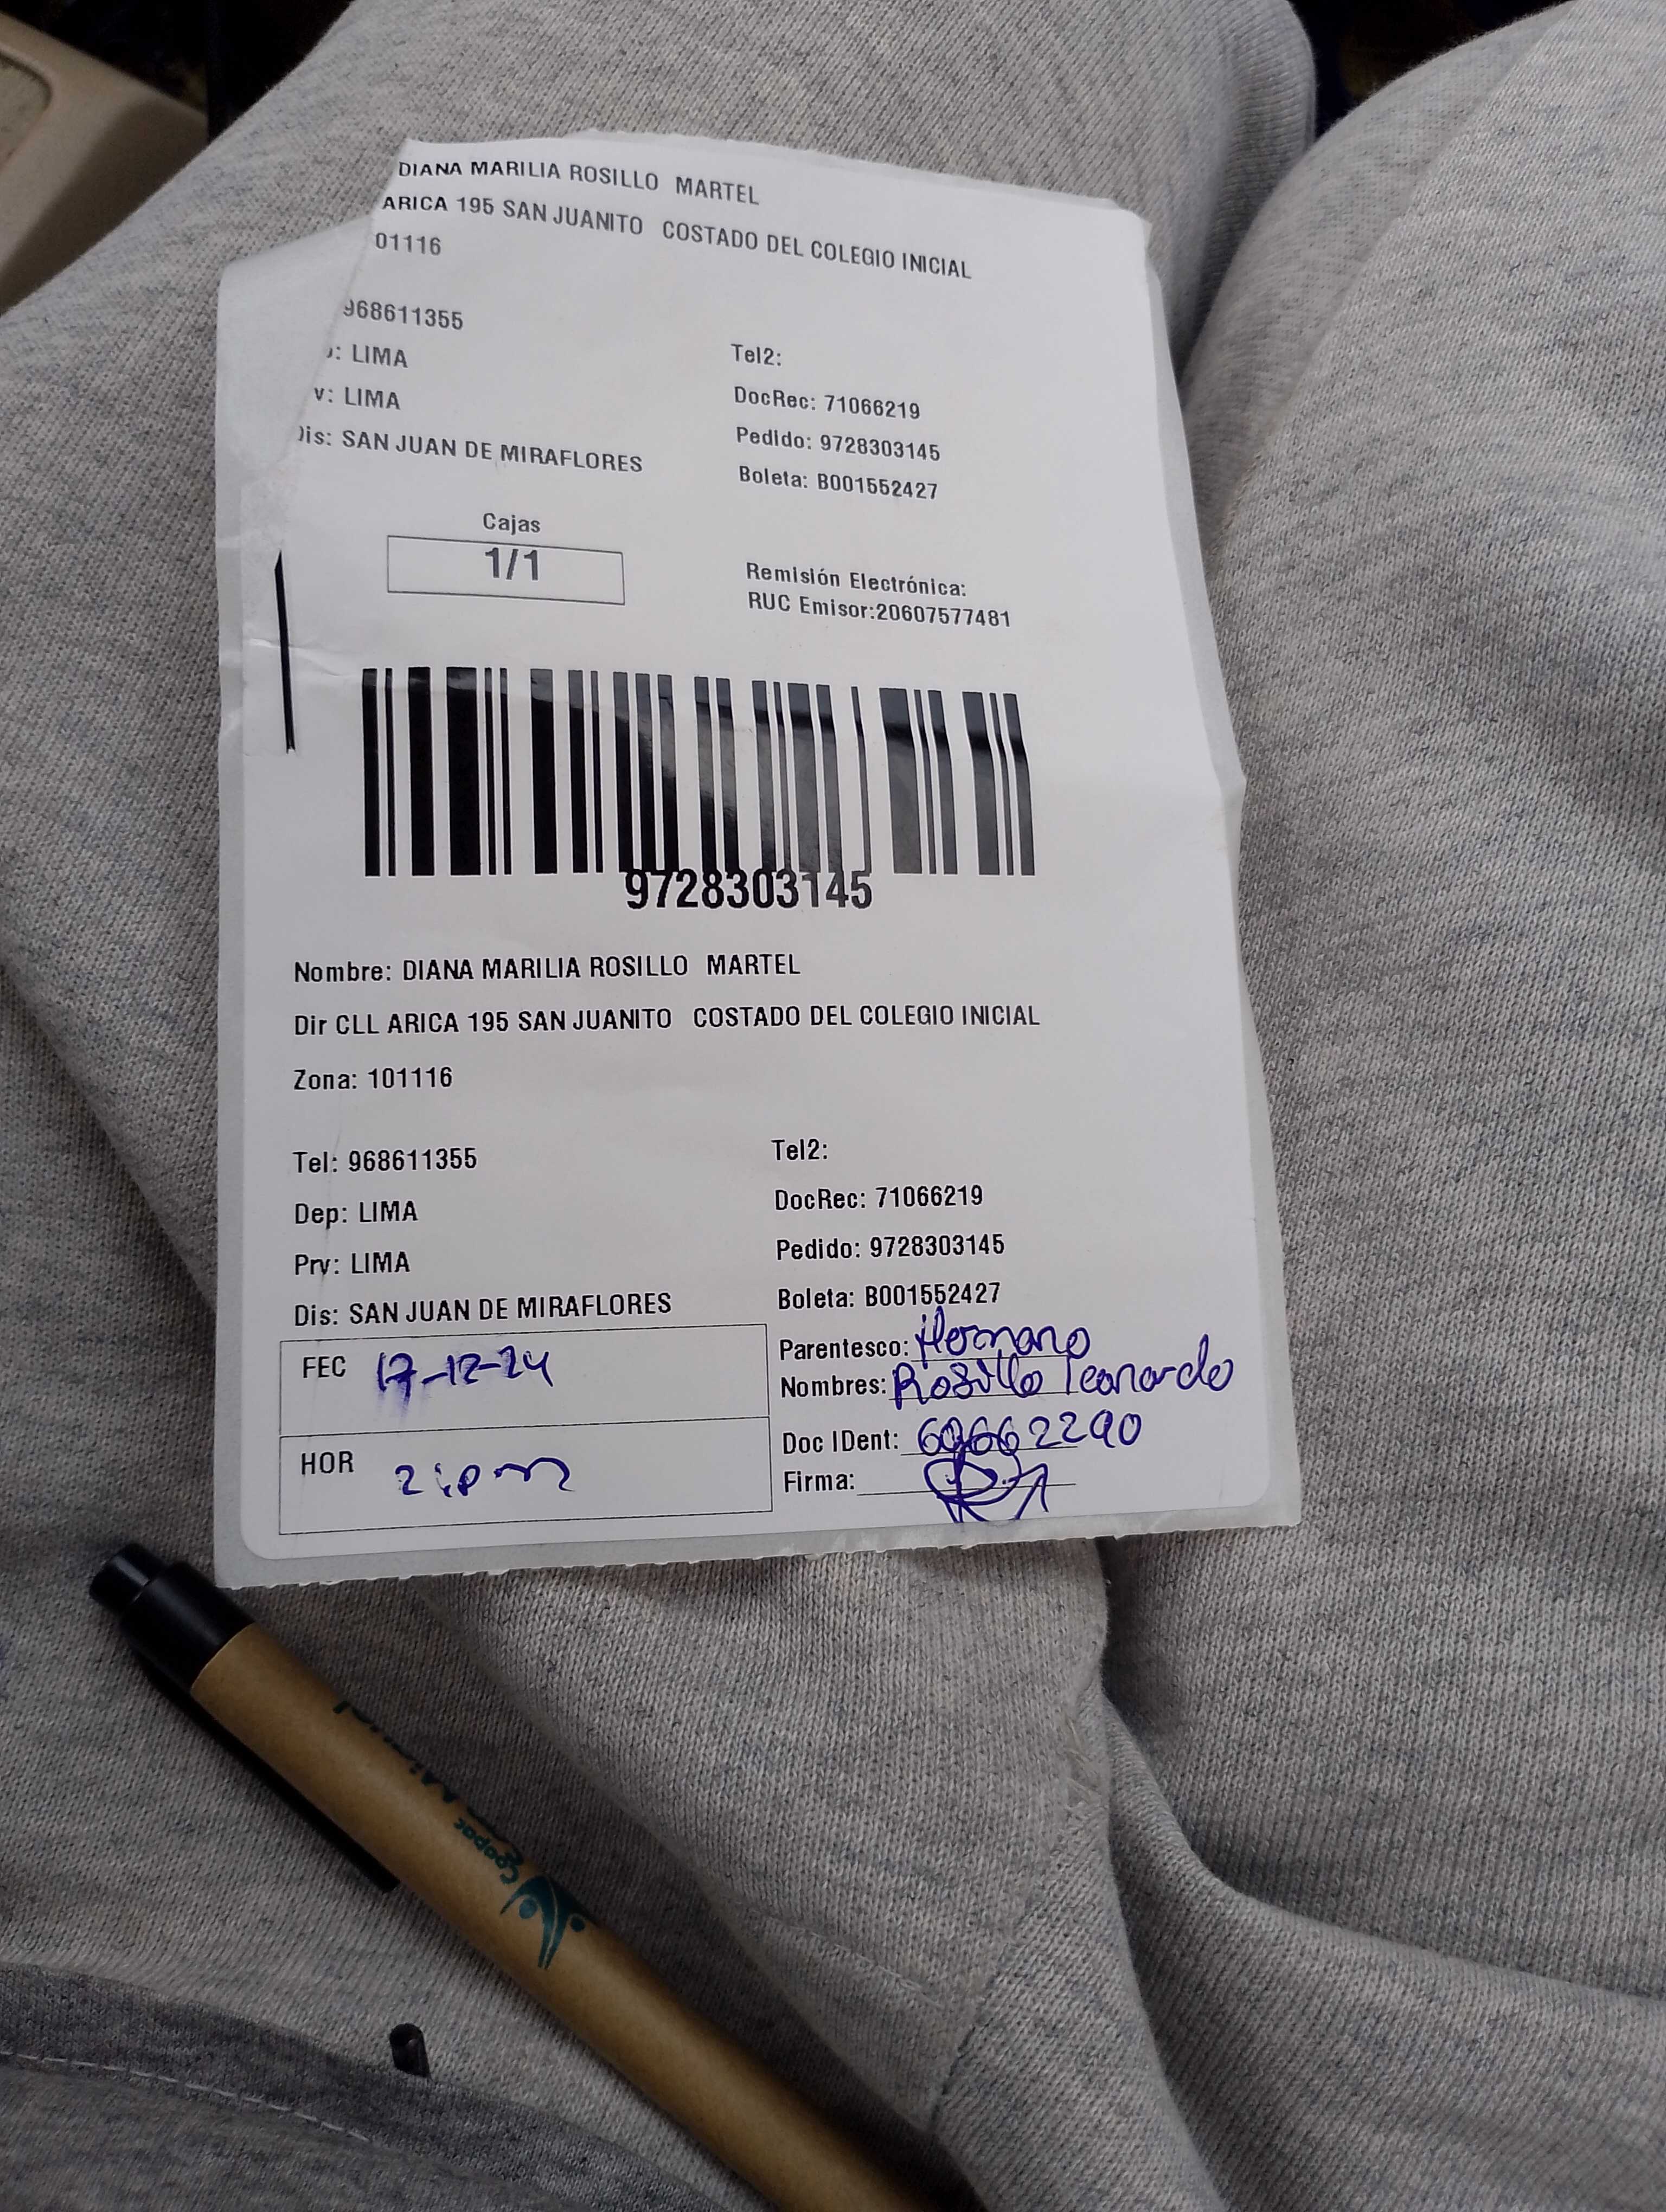 DIANA MARILIA ROSILLO MARTEL
ARICA 195 SAN JUANITO COSTADO DEL COLEGIO INICIAL
01116
968611355
: LIMA
Tel2:
v: LIMA
DocRec: 71066219
Dis: SAN JUAN DE MIRAFLORES
Pedido: 9728303145
Boleta: B001552427
Cajas
1/1
Remisión Electrónica:
RUC Emisor:20607577481
9728303145
Nombre: DIANA MARILIA ROSILLO MARTEL
Dir CLL ARICA 195 SAN JUANITO COSTADO DEL COLEGIO INICIAL
Zona: 101116
Tel: 968611355
Tel2:
Dep: LIMA
DocRec: 71066219
Prv: LIMA
Pedido: 9728303145
Dis: SAN JUAN DE MIRAFLORES
Boleta: B001552427
FEC 17-12-24
Parentesco: Hermano
Nombres: Rosillo Leonardo
HOR
Doc IDent:
Firma:
Coopac